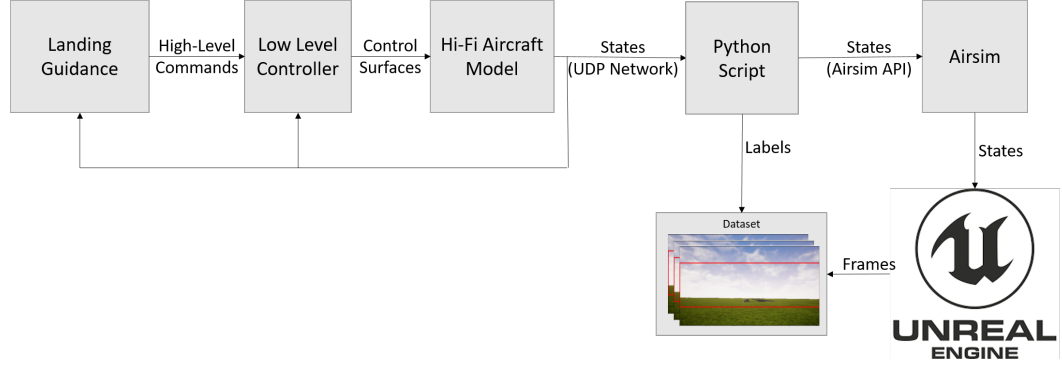 Landing
Guidance
High-Level
Commands
Low Level
Controller
Control
Surfaces
Hi-Fi Aircraft
Model
States
(UDP Network)
Python
Script
States
(Airsim API)
Airsim
Labels
States
Dataset
Frames
UNREAL
ENGINE